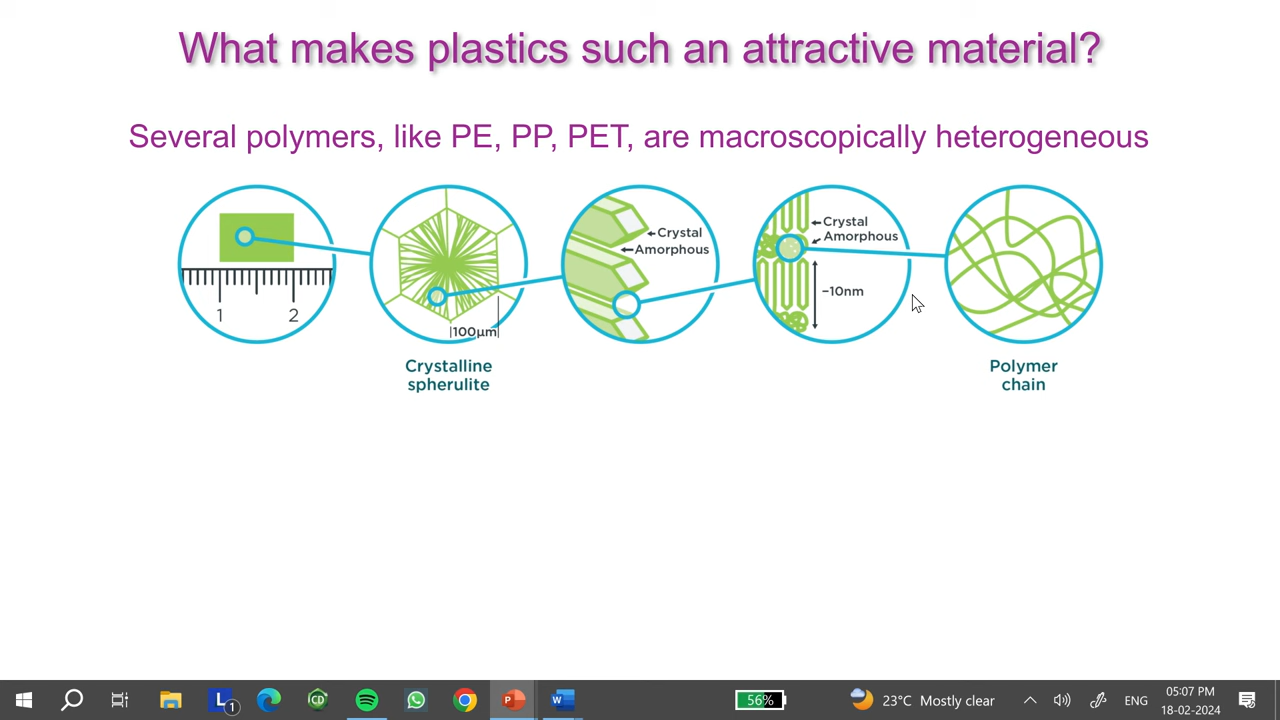 What makes plastics such an attractive material?
Several polymers, like PE, PP, PET, are macroscopically heterogeneous
1 2
100µm
Crystal
Amorphous
Crystal
Amorphous
~10nm
Crystalline
spherulite
Polymer
chain
L 1
CD
P
W
56%
23°C Mostly clear
ENG
05:07 PM
18-02-2024